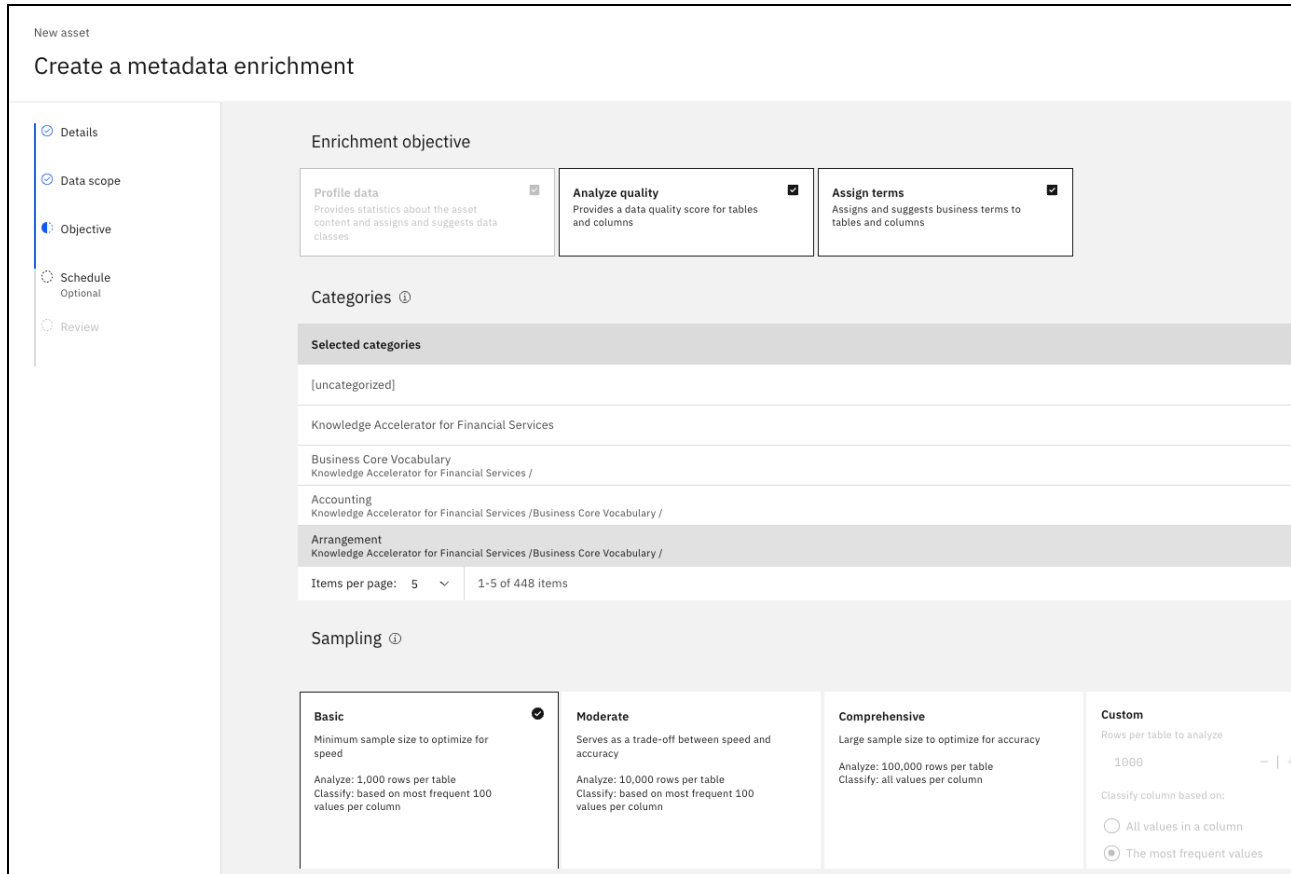 New asset
Create a metadata enrichment
Details
Data scope
Objective
Schedule
Optional
Review
Enrichment objective
Profile data
Provides statistics about the asset
content and assigns and suggests data
classes
Analyze quality
Provides a data quality score for tables
and columns
Assign terms
Assigns and suggests business terms to
tables and columns
Categories
Selected categories
[uncategorized]
Knowledge Accelerator for Financial Services
Business Core Vocabulary
Knowledge Accelerator for Financial Services /
Accounting
Knowledge Accelerator for Financial Services /Business Core Vocabulary /
Arrangement
Knowledge Accelerator for Financial Services /Business Core Vocabulary /
Items per page: 5 1-5 of 448 items
Sampling
Basic
Minimum sample size to optimize for
speed
Analyze: 1,000 rows per table
Classify: based on most frequent 100
values per column
Moderate
Serves as a trade-off between speed and
accuracy
Analyze: 10,000 rows per table
Classify: based on most frequent 100
values per column
Comprehensive
Large sample size to optimize for accuracy
Analyze: 100,000 rows per table
Classify: all values per column
Custom
Rows per table to analyze
1000
Classify column based on:
All values in a column
The most frequent values